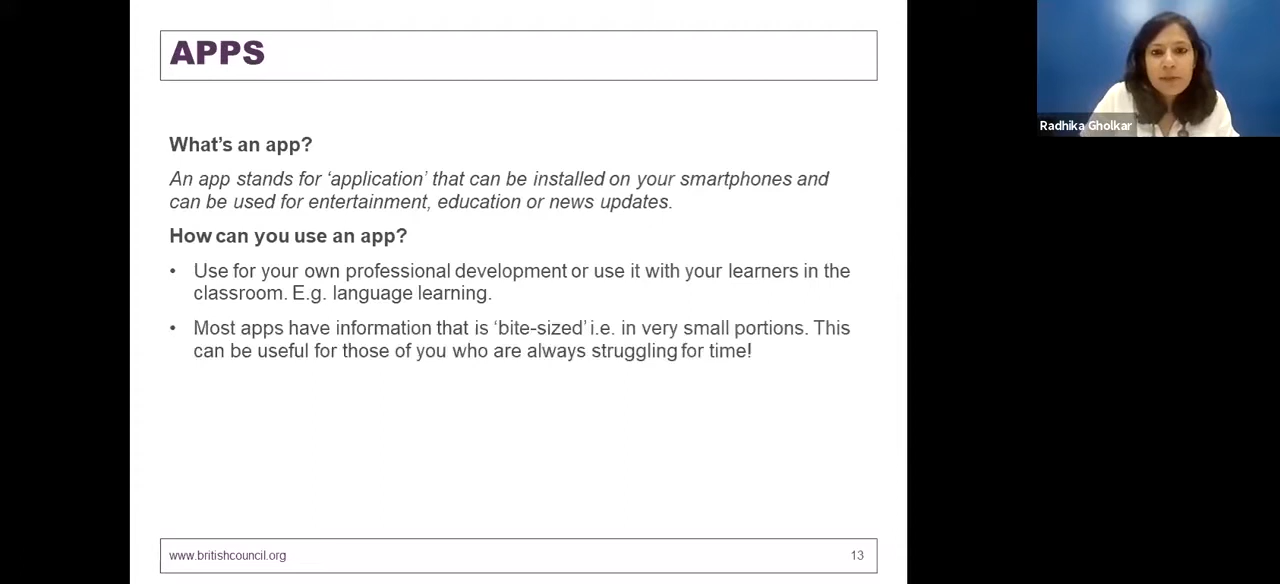 APPS
Radhika Gholkar
What's an app?
An app stands for 'application' that can be installed on your smartphones and
can be used for entertainment, education or news updates.
How can you use an app?
• Use for your own professional development or use it with your learners in the
classroom. E.g. language learning.
• Most apps have information that is 'bite-sized' i.e. in very small portions. This
can be useful for those of you who are always struggling for time!
www.britishcouncil.org
13